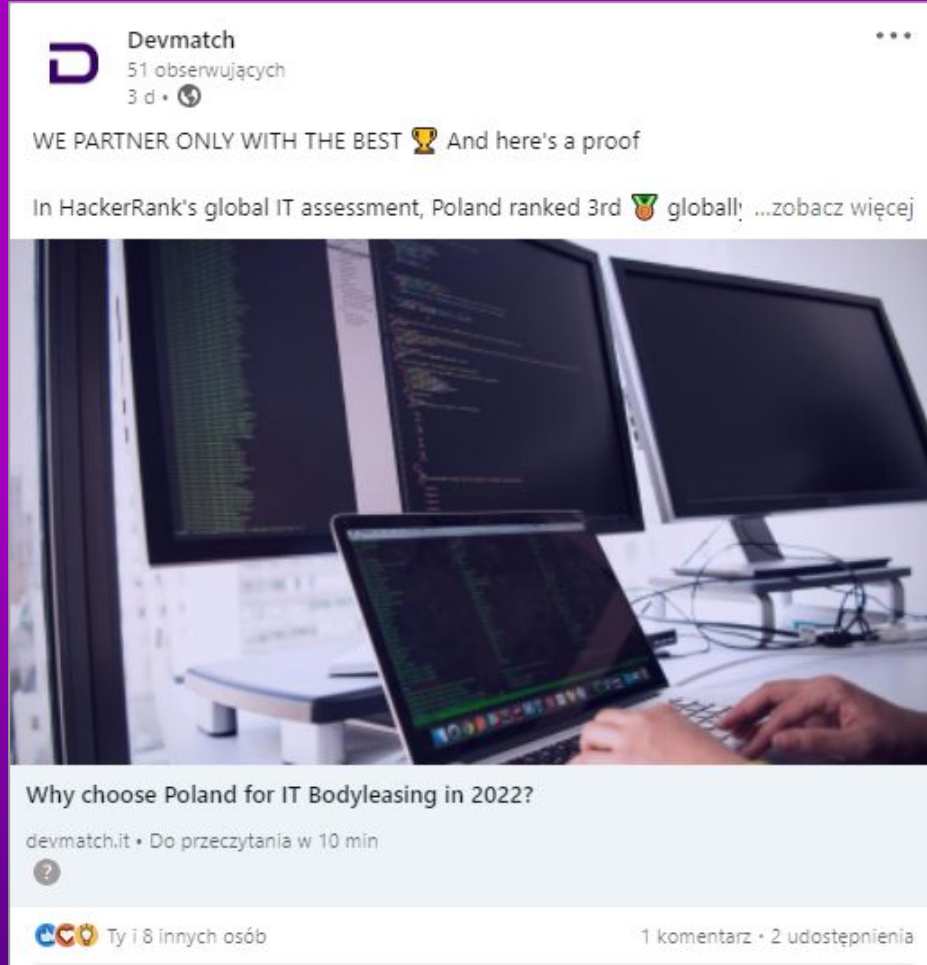 Devmatch
51 obserwujących
3 d •
WE PARTNER ONLY WITH THE BEST 🏆 And here's a proof
In HackerRank's global IT assessment, Poland ranked 3rd 🥉 globally ...zobacz więcej
Why choose Poland for IT Bodyleasing in 2022?
devmatch.it • Do przeczytania w 10 min
?
Ty i 8 innych osób
1 komentarz • 2 udostępnienia